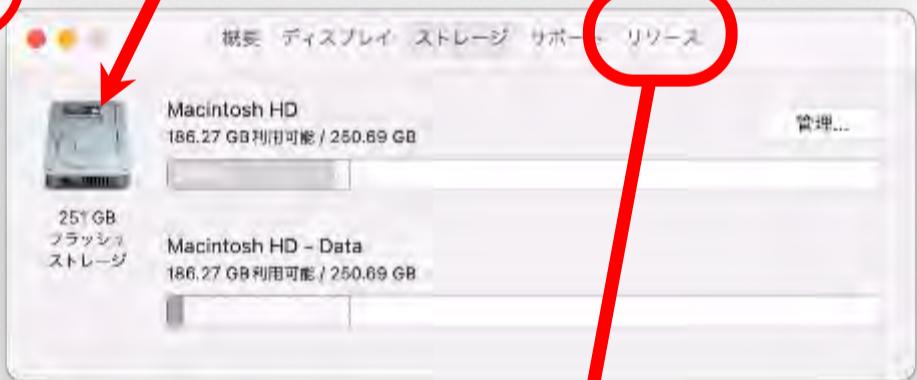 概要 ディスプレイ ストレージ サポート リソース
Macintosh HD
186.27 GB利用可能 / 250.69 GB
管理...
251 GB
フラッシュ
ストレージ
Macintosh HD – Data
186.27 GB利用可能 / 250.69 GB